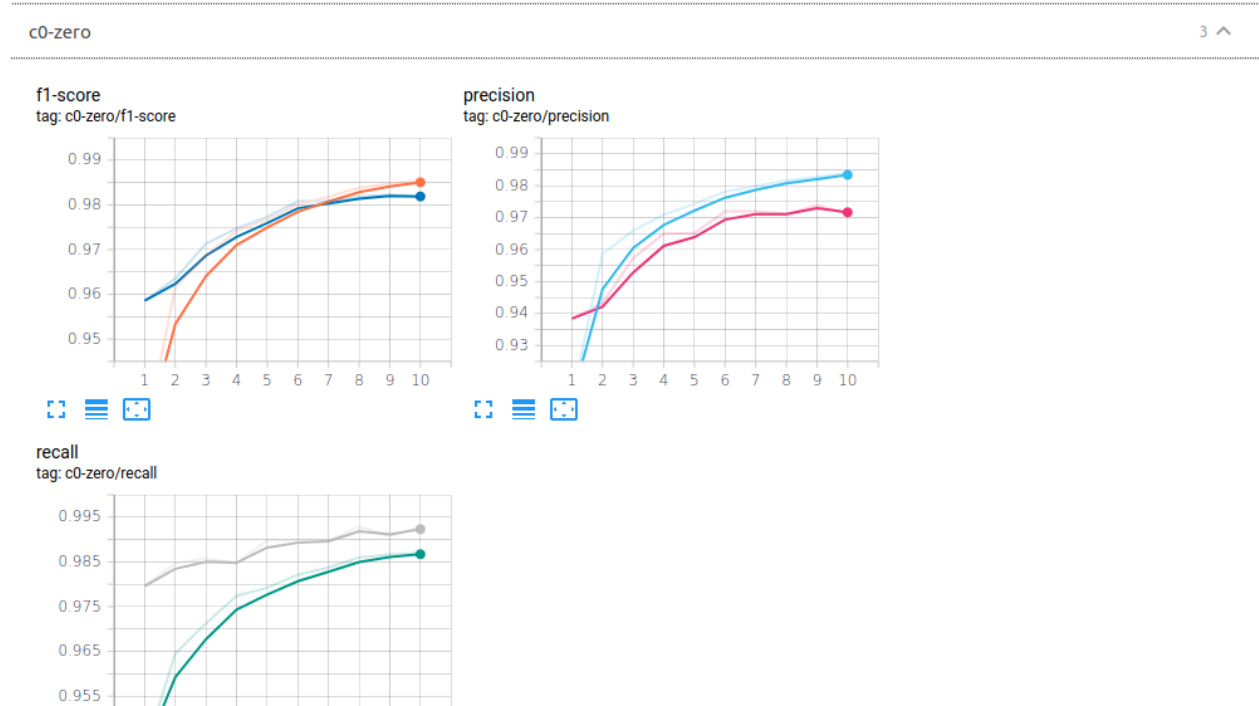 c0-zero 3
f1-score
tag: c0-zero/f1-score
0.99
0.98
0.97
0.96
0.95
1 2 3 4 5 6 7 8 9 10
precision
tag: c0-zero/precision
0.99
0.98
0.97
0.96
0.95
0.94
0.93
1 2 3 4 5 6 7 8 9 10
recall
tag: c0-zero/recall
0.995
0.985
0.975
0.965
0.955